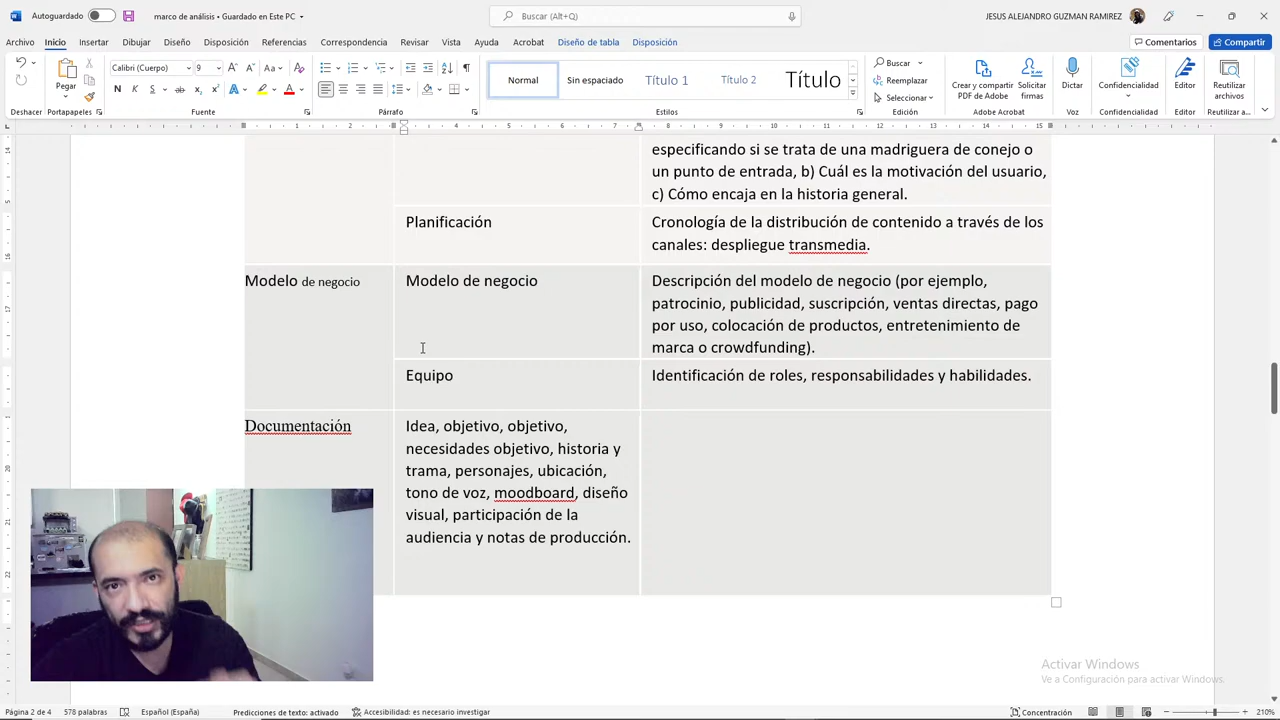 Autoguardado
marco de análisis • Guardado en Este PC
Buscar (Alt+Q)
JESUS ALEJANDRO GUZMAN RAMIREZ
Archivo Inicio Insertar Dibujar Diseño Disposición Referencias Correspondencia Revisar Vista Ayuda Acrobat Diseño de tabla Disposición
Comentarios Compartir
Pegar
Calibri (Cuerpo) 9
Normal Sin espaciado Título 1 Título 2 Título
Buscar
Reemplazar
Seleccionar
Crear y compartir PDF de Adobe
Solicitar firmas
Dictar
Confidencialidad
Editor
Reutilizar archivos
Deshacer Portapapeles Fuente Párrafo Estilos Edición Adobe Acrobat Voz Confidencialidad Editor Reutilizar a...
especificando si se trata de una madriguera de conejo o
un punto de entrada, b) Cuál es la motivación del usuario,
c) Cómo encaja en la historia general.
Planificación
Cronología de la distribución de contenido a través de los
canales: despliegue transmedia.
Modelo de negocio
Modelo de negocio
Descripción del modelo de negocio (por ejemplo,
patrocinio, publicidad, suscripción, ventas directas, pago
por uso, colocación de productos, entretenimiento de
marca o crowdfunding).
Equipo
Identificación de roles, responsabilidades y habilidades.
Documentación
Idea, objetivo, objetivo,
necesidades objetivo, historia y
trama, personajes, ubicación,
tono de voz, moodboard, diseño
visual, participación de la
audiencia y notas de producción.
Activar Windows
Ve a Configuración para activar Windows.
Página 2 de 4 578 palabras Español (España) Predicciones de texto: activado Accesibilidad: es necesario investigar
Concentración 210%